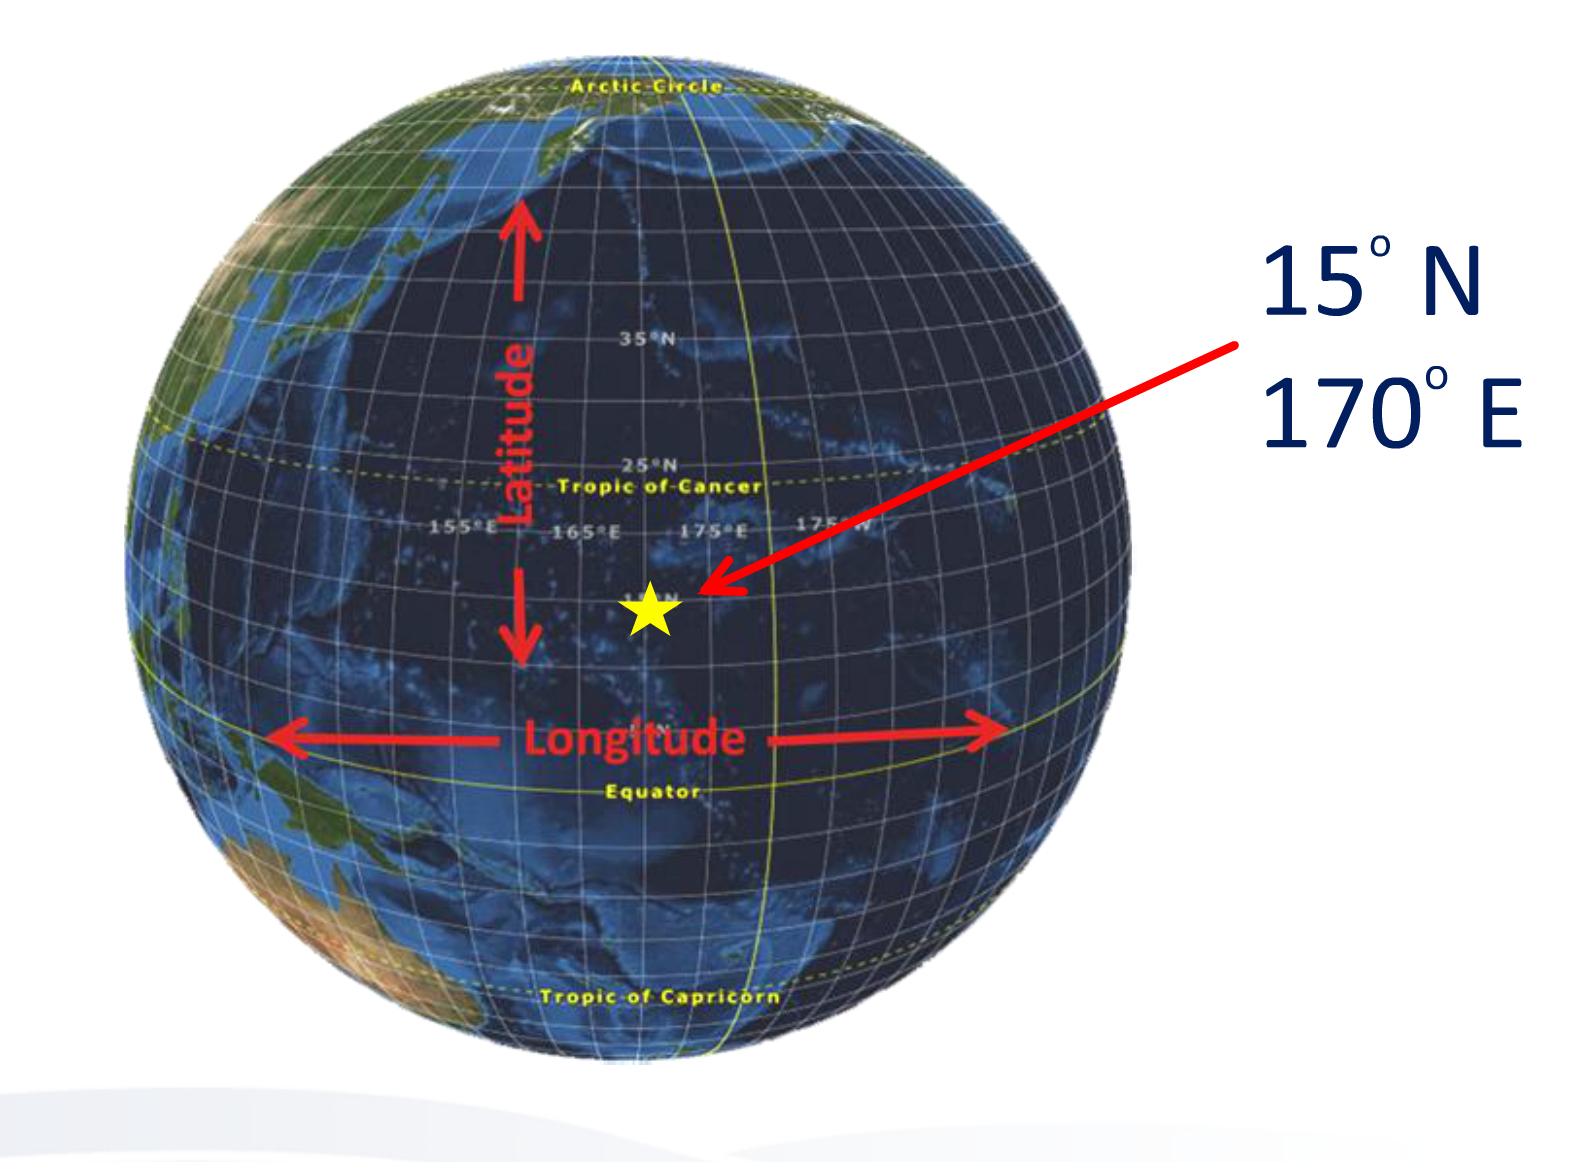 Arctic Circle
15° N
170° E
35°N
Latitude
25°N
Tropic of Cancer
155°E
165°E
175°E
175°W
Longitude
Equator
Tropic of Capricorn